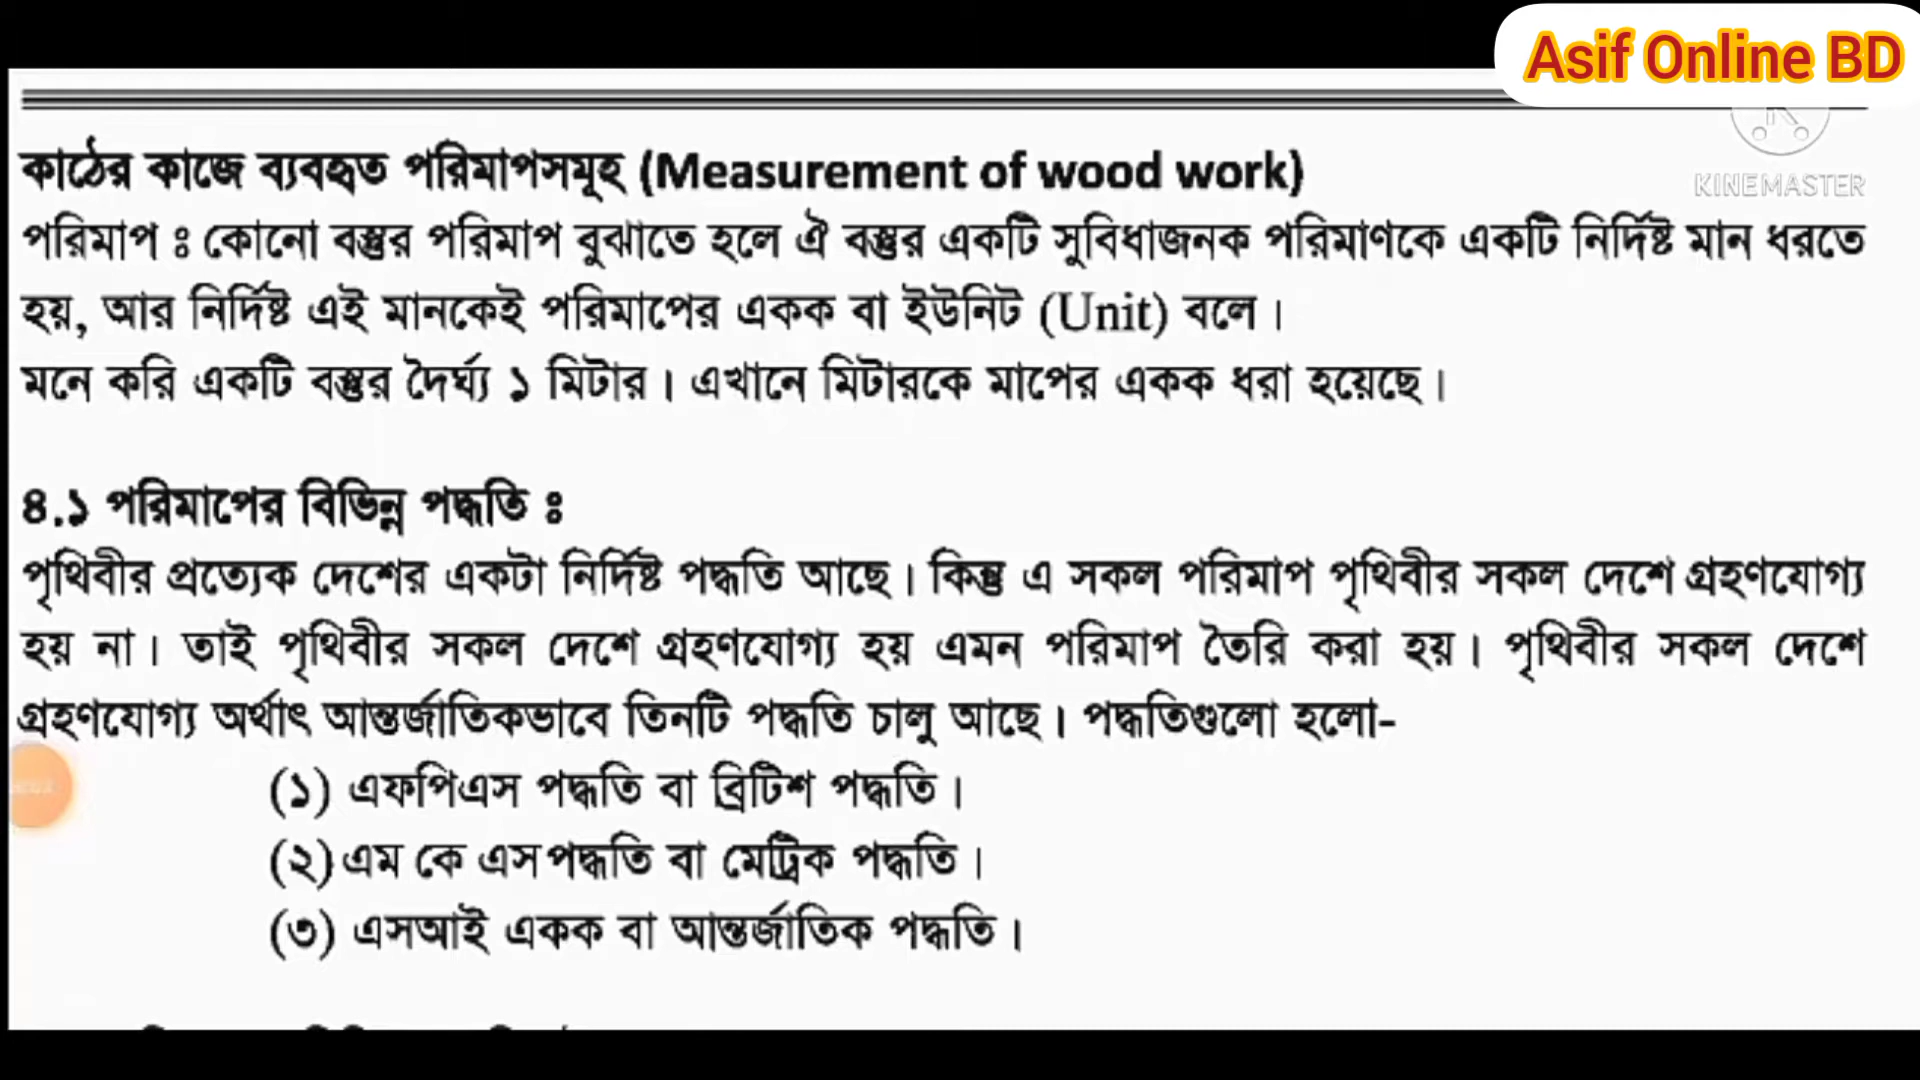 Asif Online BD
KINEMASTER
কাঠের কাজে ব্যবহৃত পরিমাপসমূহ (Measurement of wood work)
পরিমাপ ঃ কোনো বস্তুর পরিমাপ বুঝাতে হলে ঐ বস্তুর একটি সুবিধাজনক পরিমাণকে একটি নির্দিষ্ট মান ধরতে
হয়, আর নির্দিষ্ট এই মানকেই পরিমাপের একক বা ইউনিট (Unit) বলে।
মনে করি একটি বস্তুর দৈর্ঘ্য ১ মিটার। এখানে মিটারকে মাপের একক ধরা হয়েছে।
৪.১ পরিমাপের বিভিন্ন পদ্ধতি ঃ
পৃথিবীর প্রত্যেক দেশের একটা নির্দিষ্ট পদ্ধতি আছে। কিন্তু এ সকল পরিমাপ পৃথিবীর সকল দেশে গ্রহণযোগ্য
হয় না। তাই পৃথিবীর সকল দেশে গ্রহণযোগ্য হয় এমন পরিমাপ তৈরি করা হয়। পৃথিবীর সকল দেশে
গ্রহণযোগ্য অর্থাৎ আন্তর্জাতিকভাবে তিনটি পদ্ধতি চালু আছে। পদ্ধতিগুলো হলো-
(১) এফপিএস পদ্ধতি বা ব্রিটিশ পদ্ধতি।
(২) এম কে এস পদ্ধতি বা মেট্রিক পদ্ধতি।
(৩) এসআই একক বা আন্তর্জাতিক পদ্ধতি।